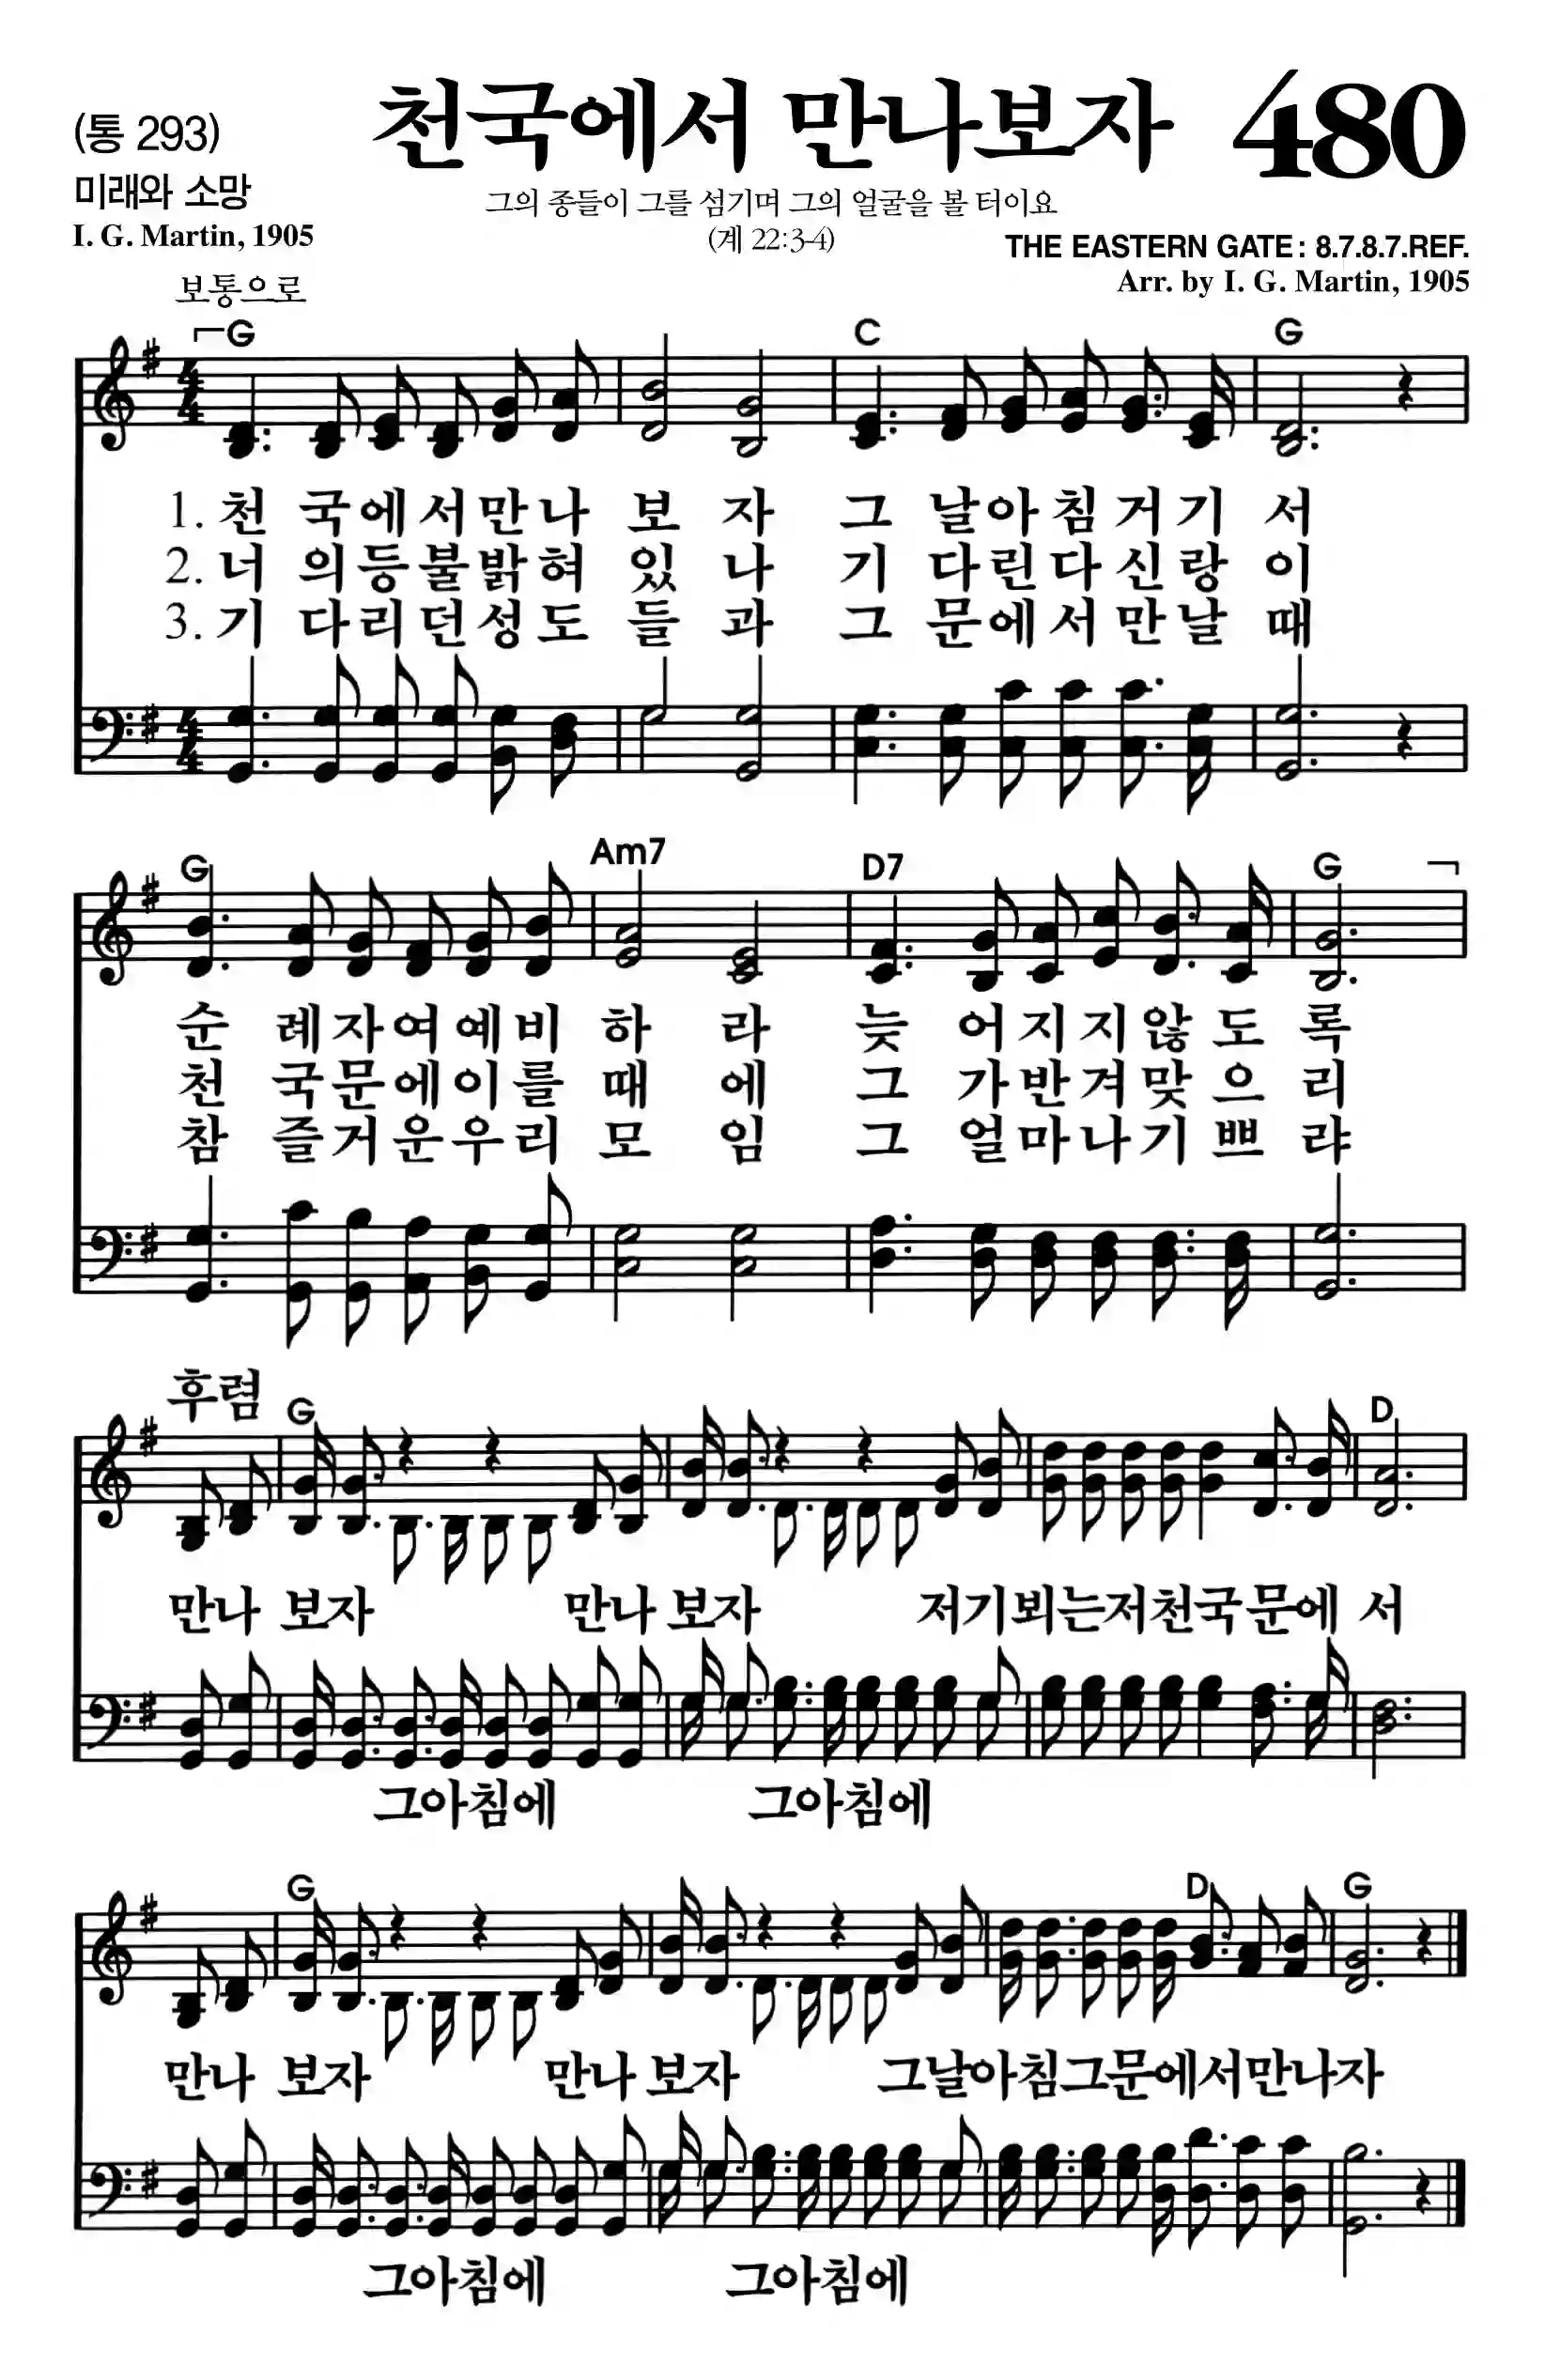 (통 293)
천국에서 만나보자 480
미래와 소망
그의 종들이 그를 섬기며 그의 얼굴을 볼 터이요
I. G. Martin, 1905
(계 22:3-4)
THE EASTERN GATE : 8.7.8.7.REF.
Arr. by I. G. Martin, 1905
보통으로
G C G
1. 천 국에서만나 보 자 그 날아침거기 서
2. 너 의등불밝혀 있 나 기 다린다신랑 이
3. 기 다리던성도 들 과 그 문에서만날 때
G Am7 D7 G
순 례자여예비 하 라 늦 어지지않도 록
천 국문에이를 때 에 그 가반겨맞으 리
참 즐거운우리 모 임 그 얼마나기쁘 랴
후렴
G D
만나 보자 만나 보자 저기뵈는저천국문에 서
그아침에 그아침에
G D G
만나 보자 만나 보자 그날아침그문에서만나자
그아침에 그아침에